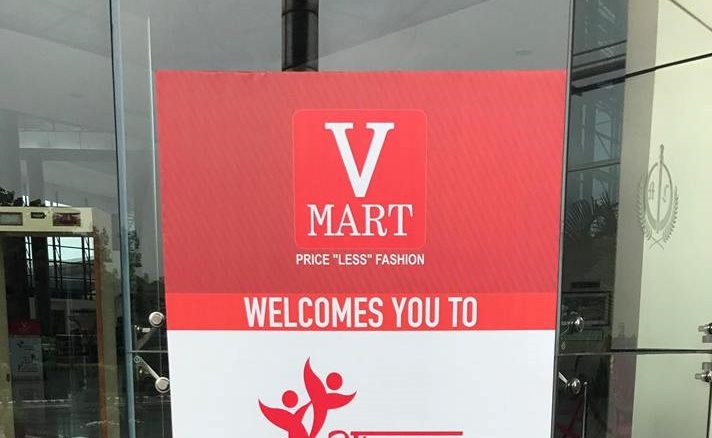 V
MART
PRICE "LESS" FASHION
WELCOMES YOU TO